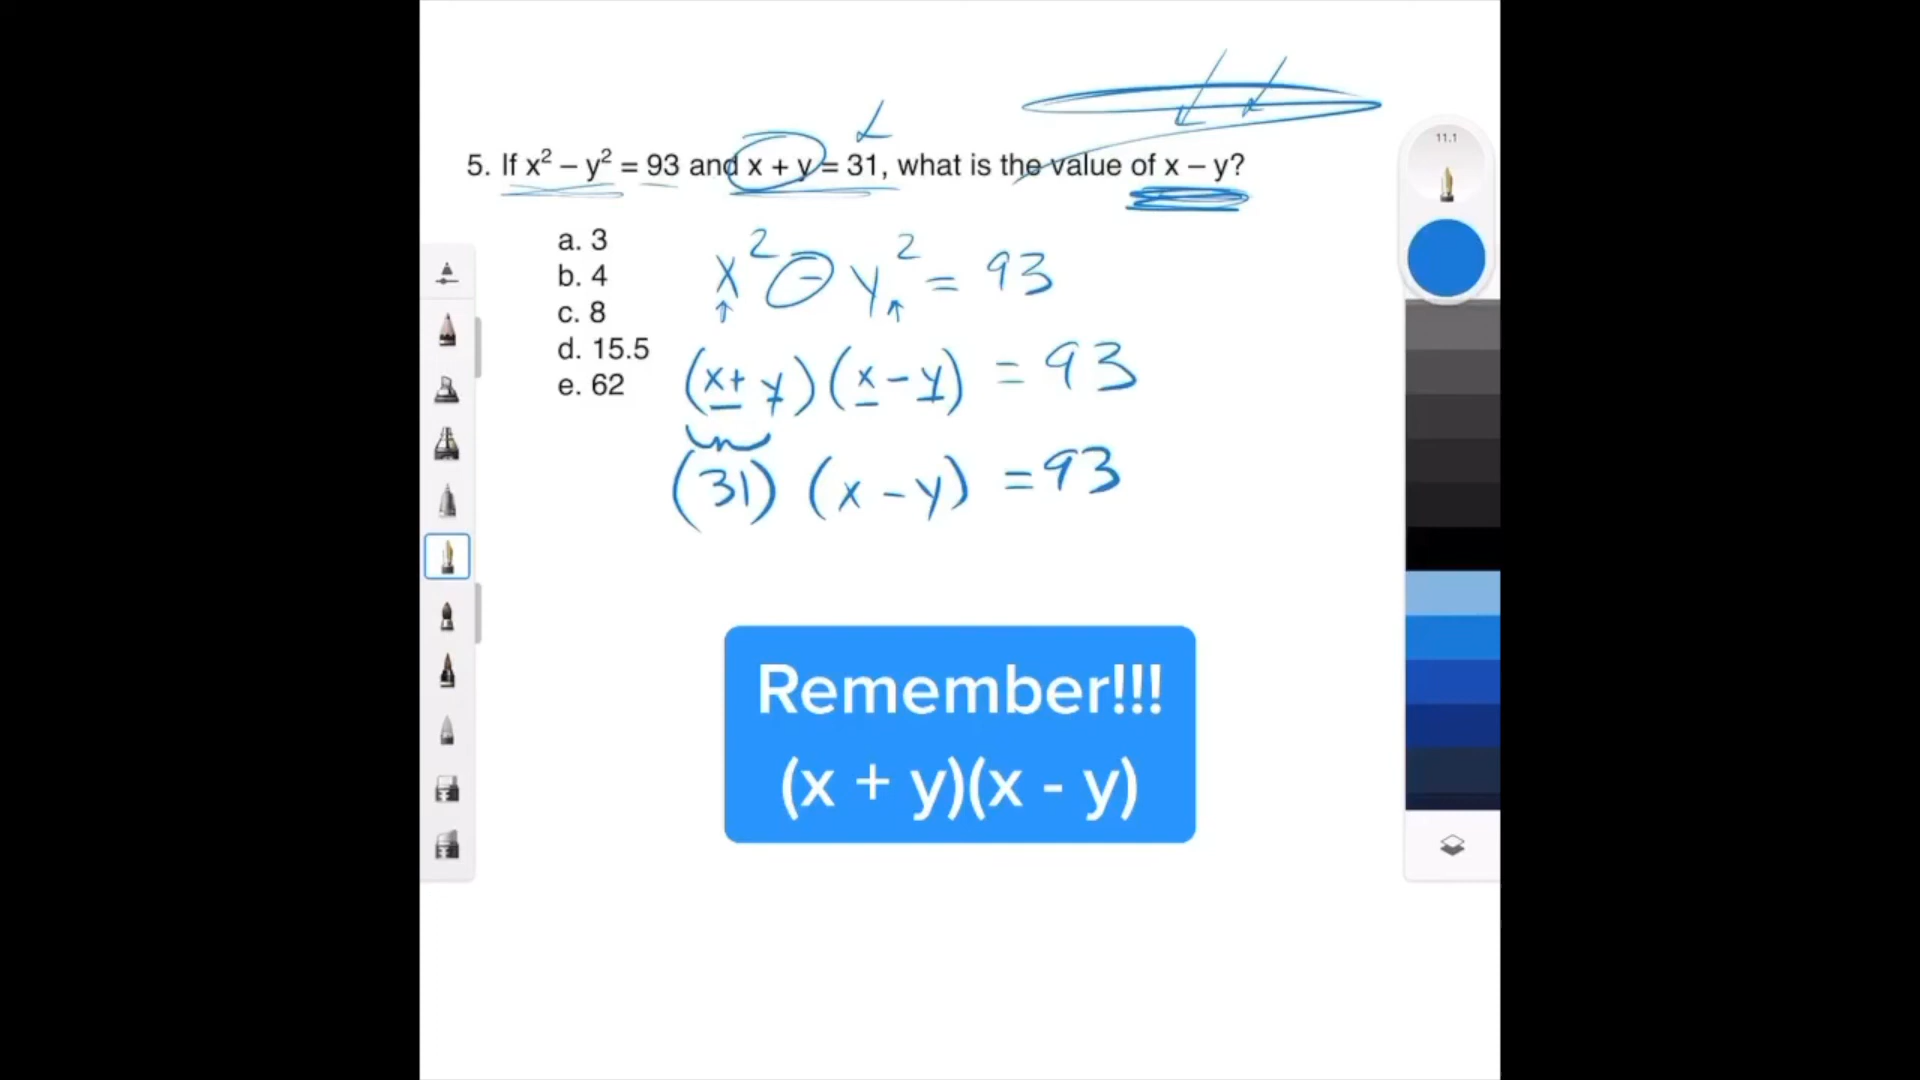 11.1
5. If x² – y² = 93 and x + y = 31, what is the value of x – y?
a. 3
b. 4
c. 8
d. 15.5
e. 62
x² - y² = 93
(x+y)(x-y) = 93
(31) (x-y) = 93
Remember!!!
(x + y)(x - y)